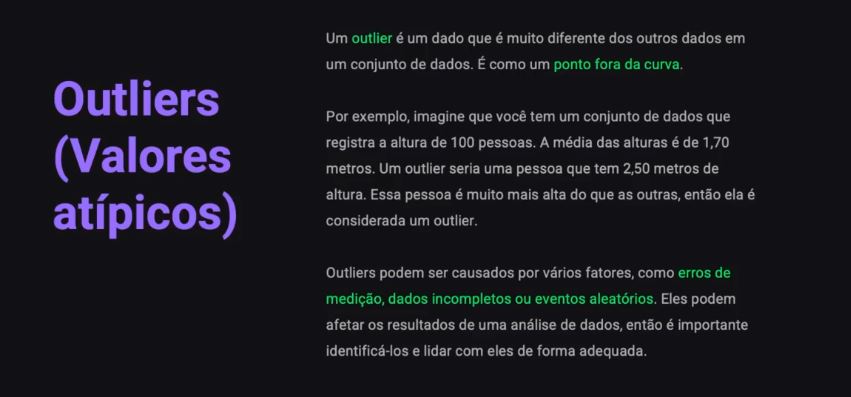 Outliers
(Valores
atípicos)
Um outlier é um dado que é muito diferente dos outros dados em
um conjunto de dados. É como um ponto fora da curva.
Por exemplo, imagine que você tem um conjunto de dados que
registra a altura de 100 pessoas. A média das alturas é de 1,70
metros. Um outlier seria uma pessoa que tem 2,50 metros de
altura. Essa pessoa é muito mais alta do que as outras, então ela é
considerada um outlier.
Outliers podem ser causados por vários fatores, como erros de
medição, dados incompletos ou eventos aleatórios. Eles podem
afetar os resultados de uma análise de dados, então é importante
identificá-los e lidar com eles de forma adequada.